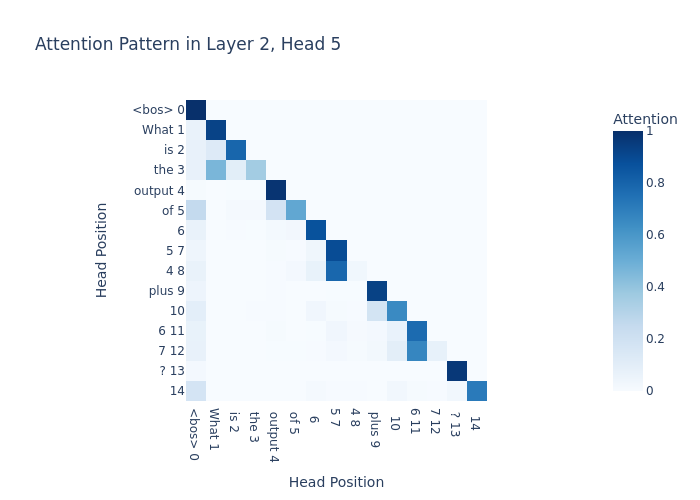 Attention Pattern in Layer 2, Head 5
Attention
<bos> 0
What 1
is 2
the 3
output 4
of 5
6
5 7
4 8
plus 9
10
6 11
7 12
? 13
14
Head Position
<bos> 0
What 1
is 2
the 3
output 4
of 5
6
5 7
4 8
plus 9
10
6 11
7 12
? 13
14
Head Position
1
0.8
0.6
0.4
0.2
0